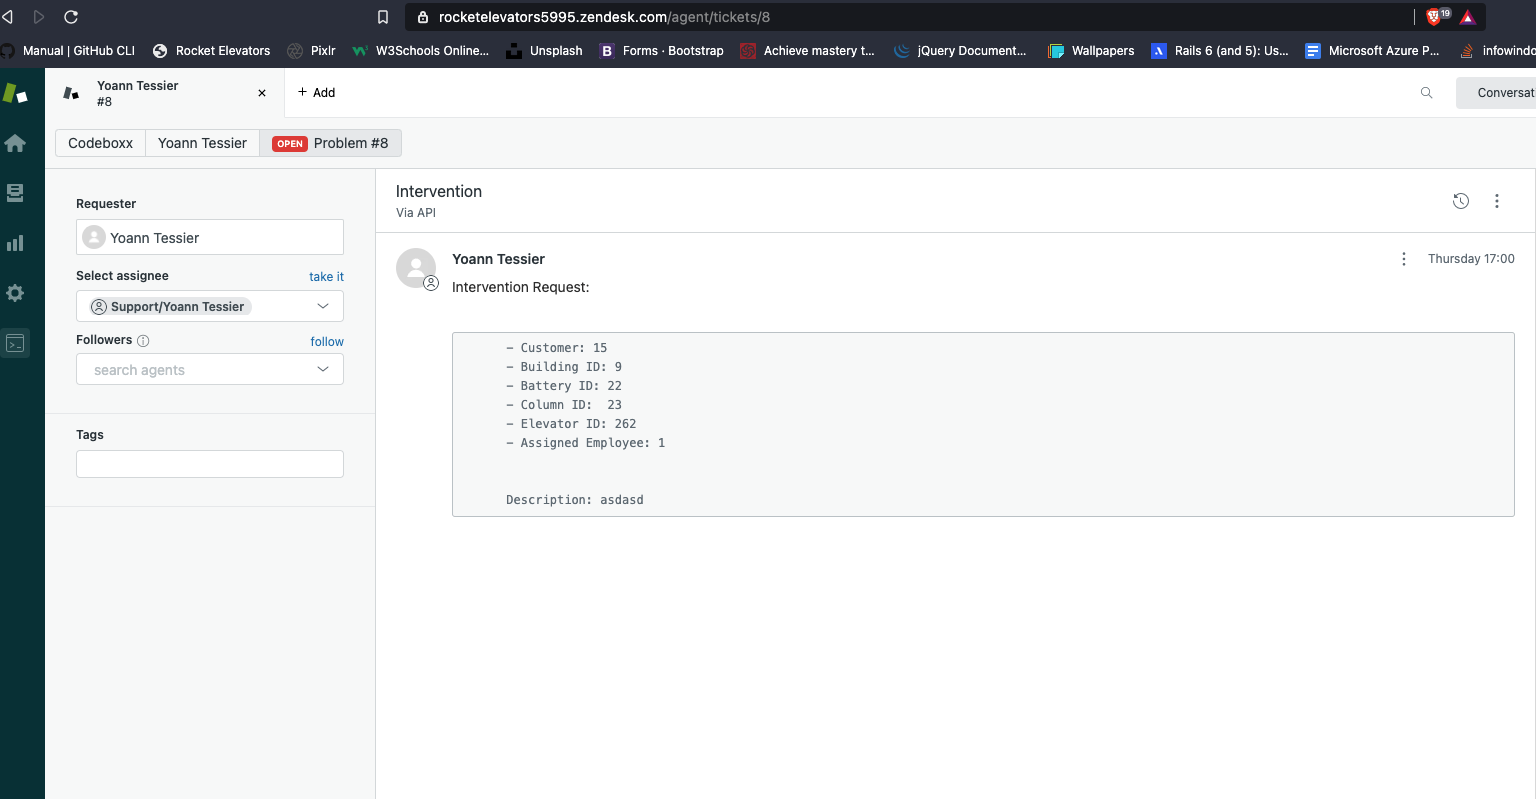 rocketelevators5995.zendesk.com/agent/tickets/8
19
Manual | GitHub CLI
Rocket Elevators
Pixlr
W3Schools Online...
Unsplash
B Forms · Bootstrap
Achieve mastery t...
jQuery Document...
Wallpapers
Rails 6 (and 5): Us...
Microsoft Azure P...
infowindo
Yoann Tessier
#8
+ Add
Conversati
Codeboxx
Yoann Tessier
OPEN Problem #8
Requester
Yoann Tessier
Select assignee
take it
Support/Yoann Tessier
Followers
follow
search agents
Tags
Intervention
Via API
Yoann Tessier
Thursday 17:00
Intervention Request:
- Customer: 15
- Building ID: 9
- Battery ID: 22
- Column ID:  23
- Elevator ID: 262
- Assigned Employee: 1
Description: asdasd